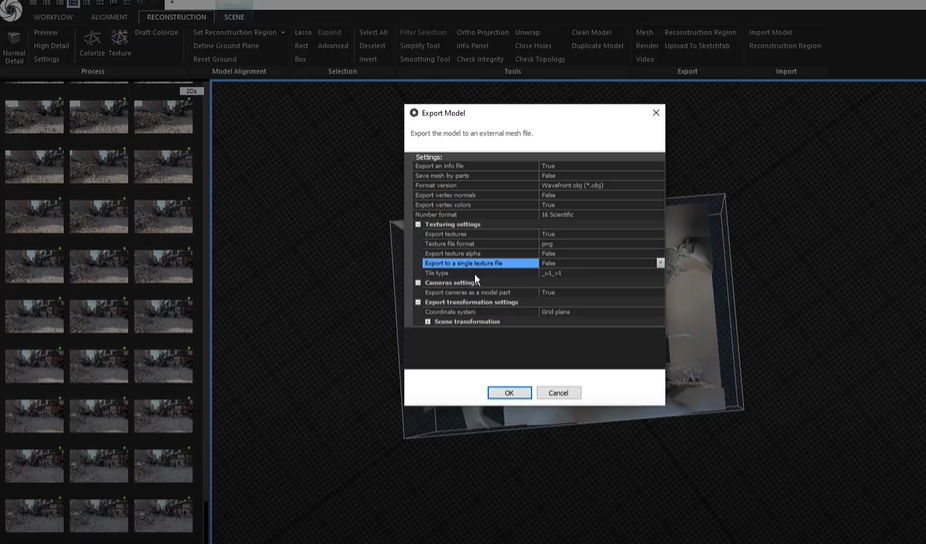 WORKFLOW ALIGNMENT RECONSTRUCTION SCENE
Preview Draft Colorize Set Reconstruction Region Lasso Expand Select All Filter Selection Ortho Projection Unwrap Clean Model Mesh Reconstruction Region Import Model
High Detail Define Ground Plane Rect Advanced Deselect Simplify Tool Info Panel Close Holes Duplicate Model Render Upload To Sketchfab Reconstruction Region
Normal Detail Settings Colorize Texture Reset Ground Box Invert Smoothing Tool Check Integrity Check Topology Video
Process Model Alignment Selection Tools Export Import
2Ds
Export Model
Export the model to an external mesh file.
Settings:
Export an info file True
Save mesh by parts False
Format version Wavefront obj (*.obj)
Export vertex normals False
Export vertex colors True
Number format 16 Scientific
Texturing settings
Export textures True
Texture file format png
Export texture alpha False
Export to a single texture file False
Tile type _u1_v1
Cameras settings
Export cameras as a model part True
Export transformation settings
Coordinate system Grid plane
Scene transformation
OK Cancel